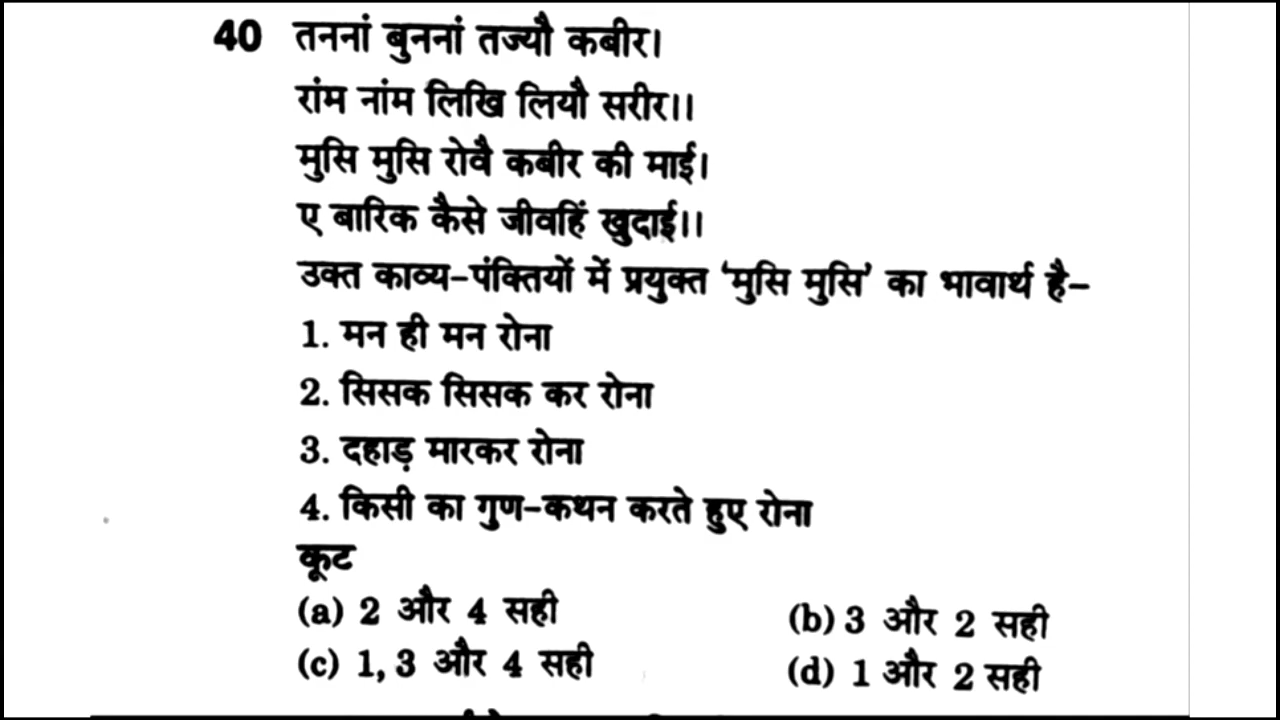 40 तननां बुननां तज्यौ कबीर।
रांम नांम लिखि लियौ सरीर।।
मुसि मुसि रोवै कबीर की माई।
ए बारिक कैसे जीवहिं खुदाई।।
उक्त काव्य-पंक्तियों में प्रयुक्त ‘मुसि मुसि’ का भावार्थ है-
1. मन ही मन रोना
2. सिसक सिसक कर रोना
3. दहाड़ मारकर रोना
4. किसी का गुण-कथन करते हुए रोना
कूट
(a) 2 और 4 सही (b) 3 और 2 सही
(c) 1, 3 और 4 सही (d) 1 और 2 सही